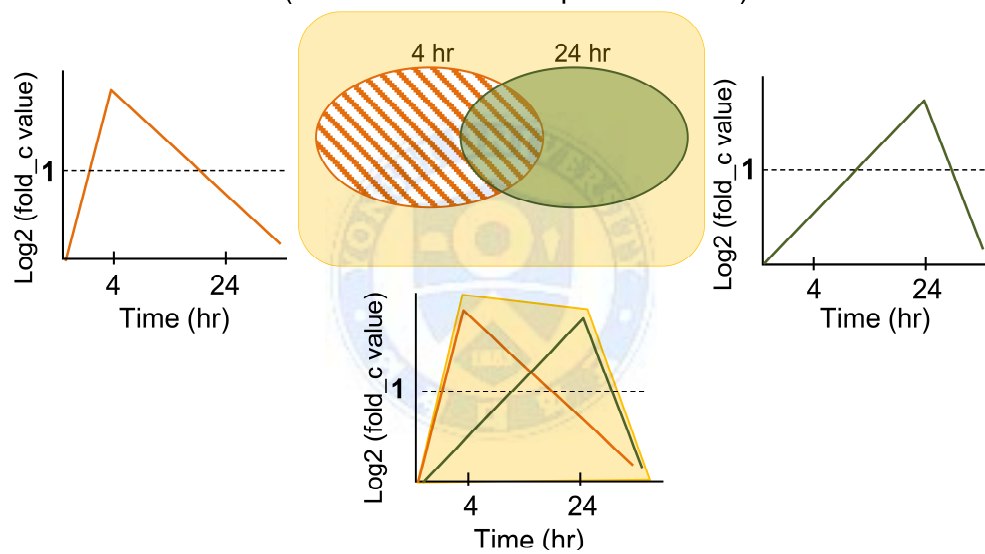 4 hr
24 hr
Log2 (fold_c value)
1
4
24
Time (hr)
Log2 (fold_c value)
1
4
24
Time (hr)
Log2 (fold_c value)
1
4
24
Time (hr)